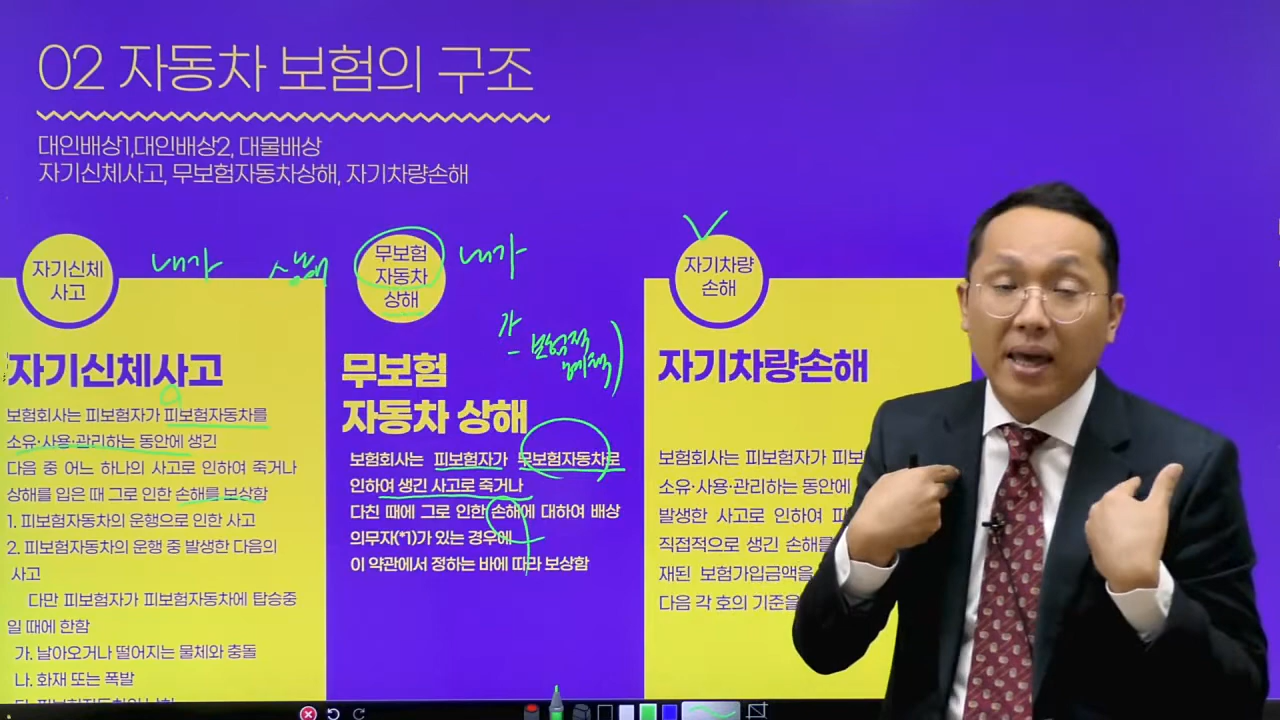 02 자동차 보험의 구조
대인배상1,대인배상2, 대물배상
자기신체사고, 무보험자동차상해, 자기차량손해
자기신체
사고
내가
상해
자기신체사고
보험회사는 피보험자가 피보험자동차를
소유·사용·관리하는 동안에 생긴
다음 중 어느 하나의 사고로 인하여 죽거나
상해를 입은 때 그로 인한 손해를 보상함
1. 피보험자동차의 운행으로 인한 사고
2. 피보험자동차의 운행 중 발생한 다음의
사고
다만 피보험자가 피보험자동차에 탑승중
일 때에 한함
가. 날아오거나 떨어지는 물체와 충돌
나. 화재 또는 폭발
무보험
자동차
상해
내가
가
무보험
자동차 상해
보험회사는 피보험자가 무보험자동차로
인하여 생긴 사고로 죽거나
다친 때에 그로 인한 손해에 대하여 배상
의무자(*1)가 있는 경우에
이 약관에서 정하는 바에 따라 보상함
자기차량
손해
자기차량손해
보험회사는 피보험자가 피보
소유·사용·관리하는 동안에
발생한 사고로 인하여 피
직접적으로 생긴 손해를
재된 보험가입금액을
다음 각 호의 기준을